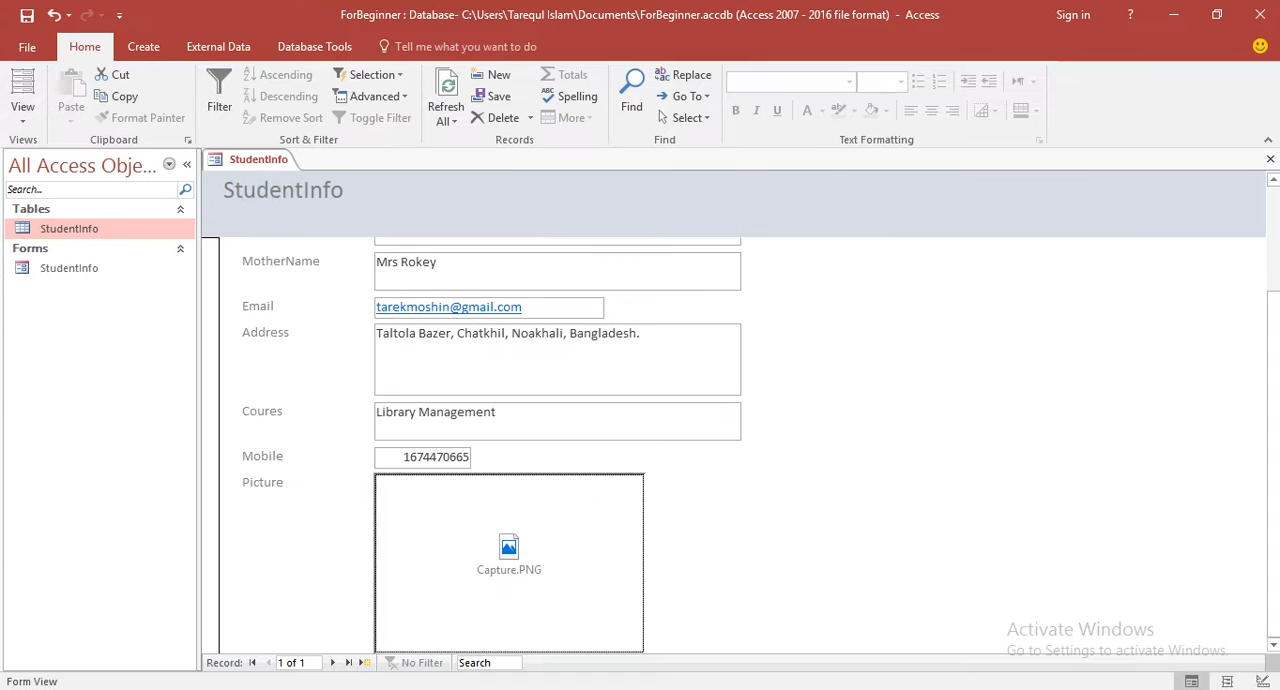 ForBeginner : Database- C:\Users\Tarequl Islam\Documents\ForBeginner.accdb (Access 2007 - 2016 file format) - Access
Sign in
?
File
Home
Create
External Data
Database Tools
Tell me what you want to do
View
Views
Paste
Cut
Copy
Format Painter
Clipboard
Filter
Ascending
Descending
Remove Sort
Selection
Advanced
Toggle Filter
Sort & Filter
Refresh
All
New
Save
Delete
Totals
Spelling
More
Records
Find
Replace
Go To
Select
Find
B I U
Text Formatting
All Access Obje...
Search...
Tables
StudentInfo
Forms
StudentInfo
StudentInfo
StudentInfo
MotherName
Mrs Rokey
Email
tarekmoshin@gmail.com
Address
Taltola Bazer, Chatkhil, Noakhali, Bangladesh.
Coures
Library Management
Mobile
1674470665
Picture
Capture.PNG
Activate Windows
Go to Settings to activate Windows.
Record:
1 of 1
No Filter
Search
Form View